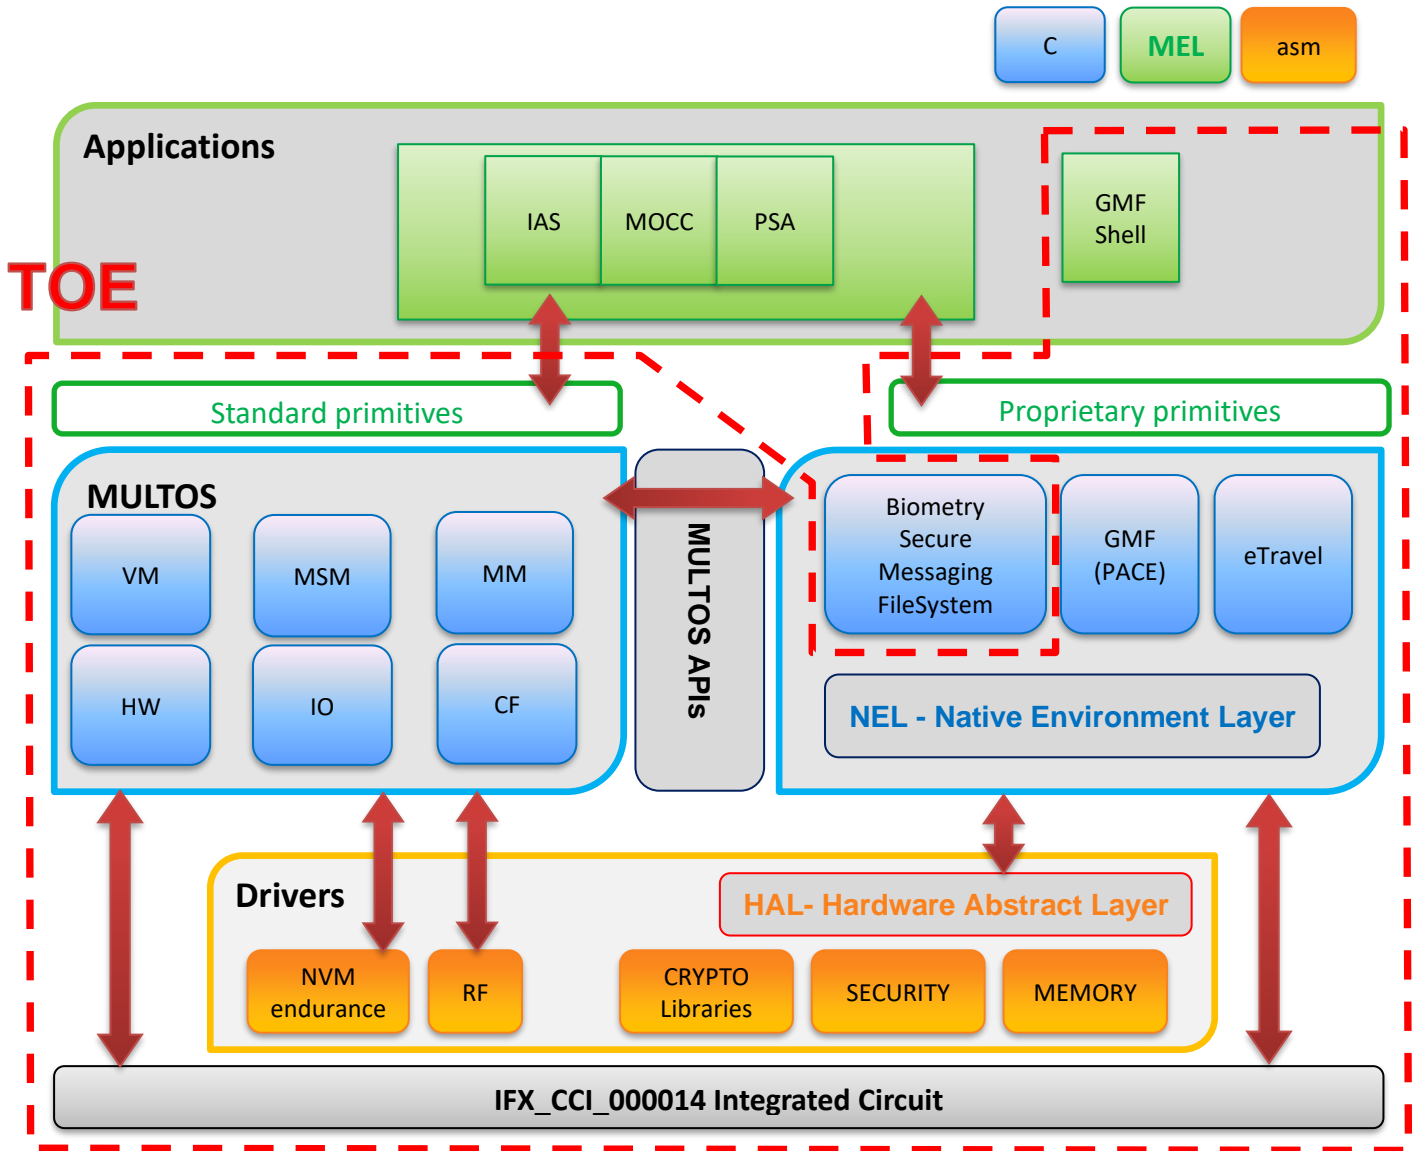 C
MEL
asm
Applications
IAS
MOCC
PSA
GMF
Shell
TOE
Standard primitives
Proprietary primitives
MULTOS
VM
MSM
MM
HW
IO
CF
MULTOS APIs
Biometry
Secure
Messaging
FileSystem
GMF
(PACE)
eTravel
NEL - Native Environment Layer
Drivers
HAL- Hardware Abstract Layer
NVM
endurance
RF
CRYPTO
Libraries
SECURITY
MEMORY
IFX_CCI_000014 Integrated Circuit